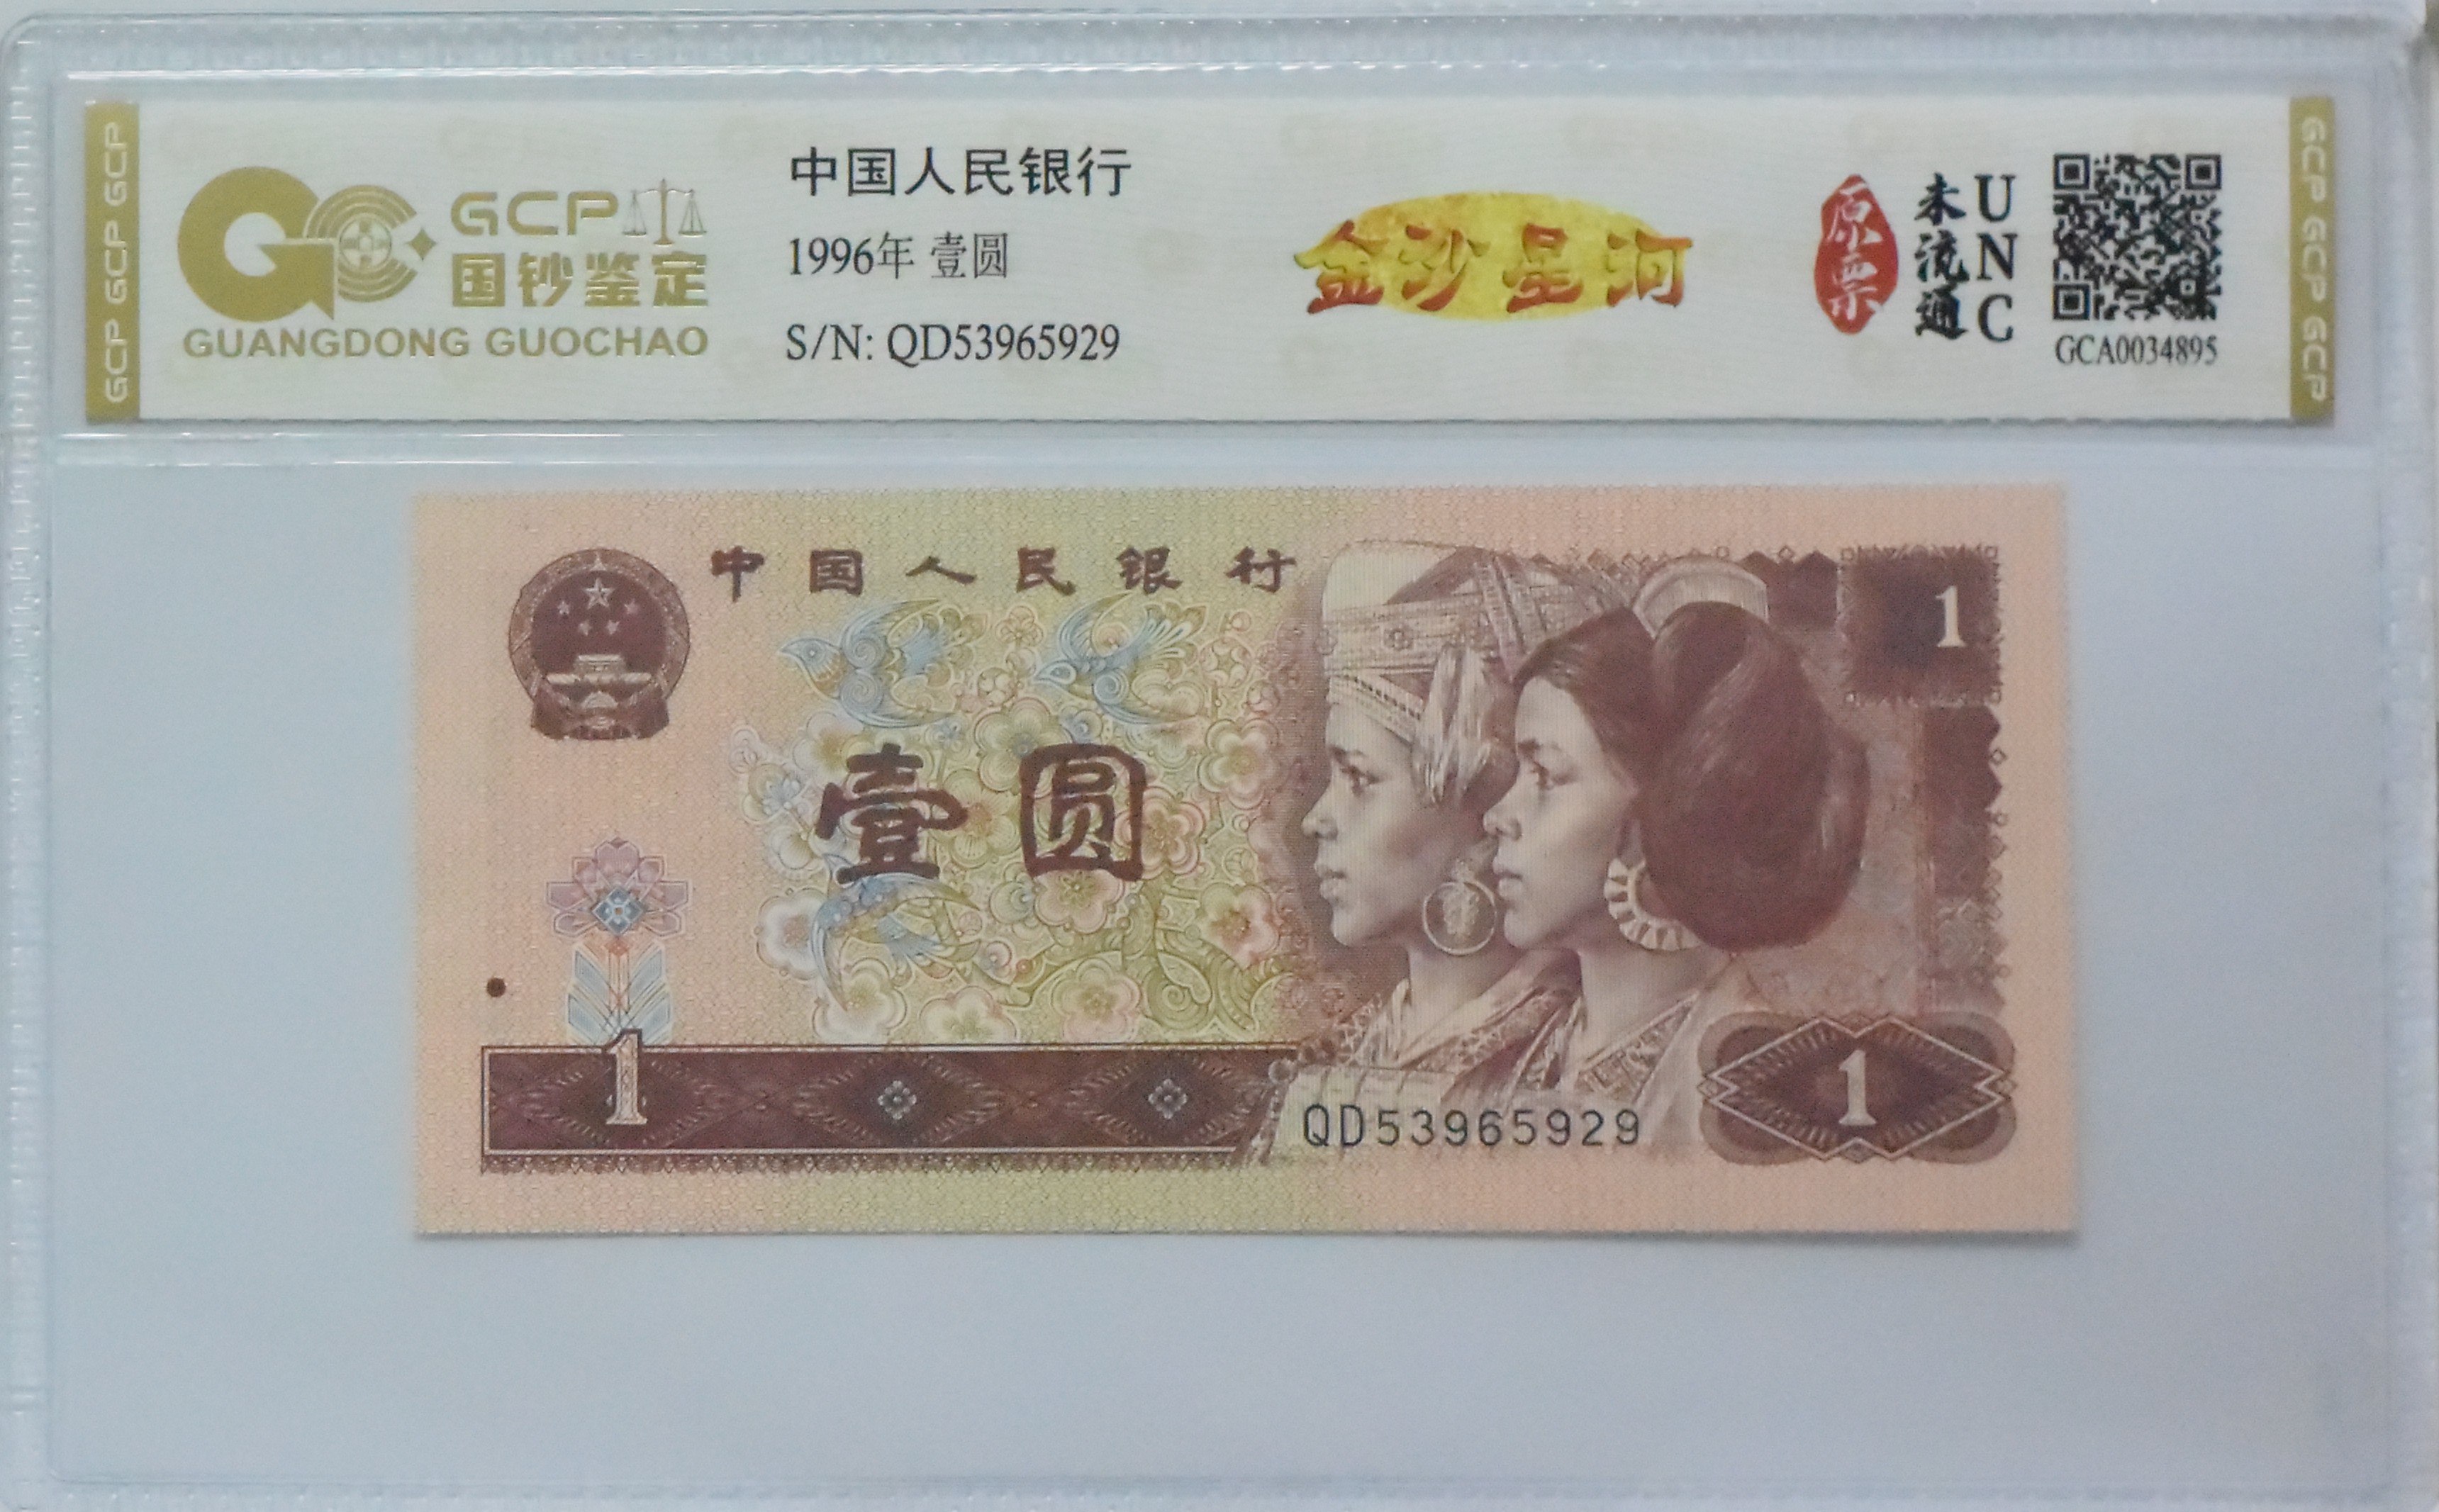 GCP GCP GCP
GCP
国钞鉴定
GUANGDONG GUOCHAO
中国人民银行
1996年 壹圆
S/N: QD53965929
金沙星河
原票
未流通
UNC
GCA0034895
GCP GCP GCP
中国人民银行
1
壹圆
1
QD53965929
1